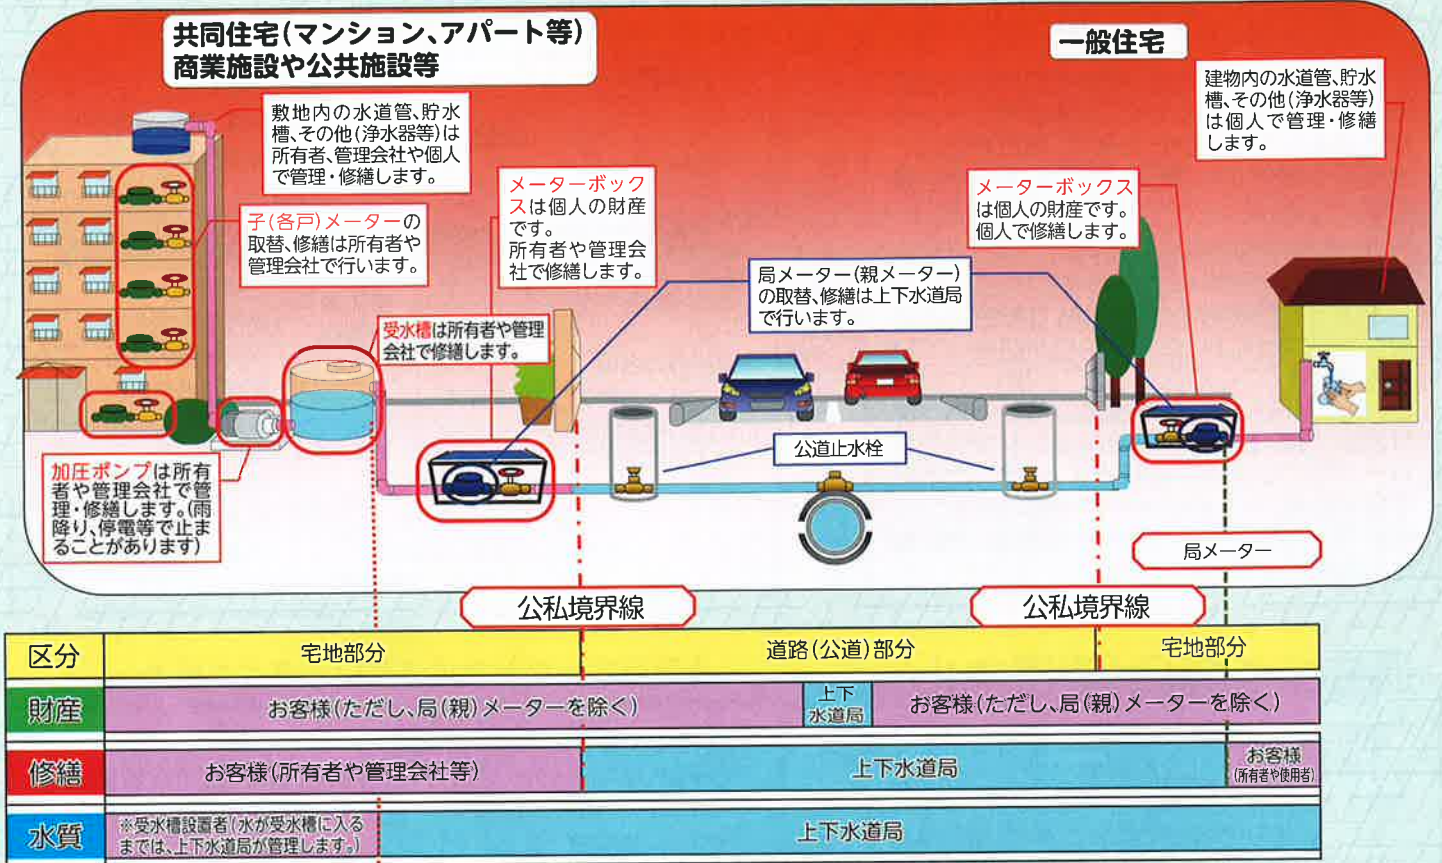 共同住宅(マンション、アパート等)
商業施設や公共施設等
一般住宅
敷地内の水道管、貯水
槽、その他(浄水器等)は
所有者、管理会社や個人
で管理・修繕します。
建物内の水道管、貯水
槽、その他(浄水器等)
は個人で管理・修繕
します。
子(各戸)メーターの
取替、修繕は所有者や
管理会社で行います。
メーターボック
スは個人の財産
です。
所有者や管理会
社で修繕します。
メーターボックス
は個人の財産です。
個人で修繕します。
局メーター(親メーター)
の取替、修繕は上下水道局
で行います。
受水槽は所有者や管理
会社で修繕します。
公道止水栓
加圧ポンプは所有
者や管理会社で管
理・修繕します。(雨
降り、停電等で止ま
ることがあります)
局メーター
公私境界線
公私境界線
区分
宅地部分
道路(公道)部分
宅地部分
財産
お客様(ただし、局(親)メーターを除く)
上下
水道局
お客様(ただし、局(親)メーターを除く)
修繕
お客様(所有者や管理会社等)
上下水道局
お客様
(所有者や使用者)
水質
※受水槽設置者(水が受水槽に入る
までは、上下水道局が管理します。)
上下水道局